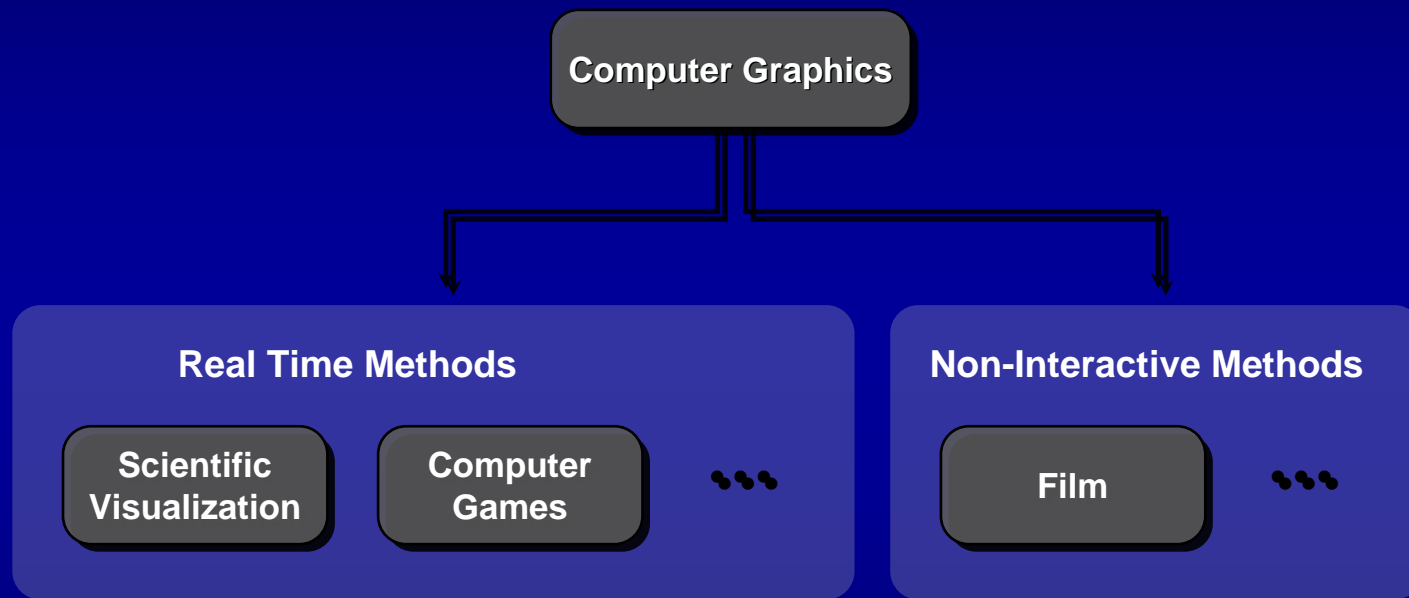 Computer Graphics
Real Time Methods
Scientific
Visualization
Computer
Games
Non-Interactive Methods
Film